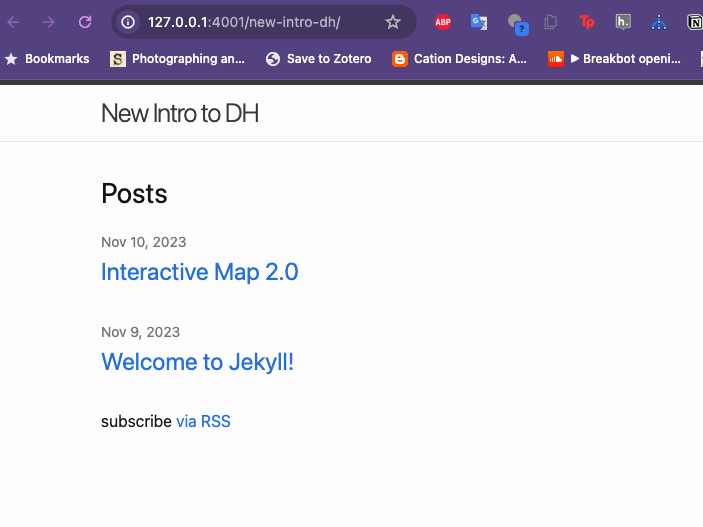 127.0.0.1:4001/new-intro-dh/
ABP
G
?
Tp
h.
N
Bookmarks
S
Photographing an...
Save to Zotero
Cation Designs: A...
Breakbot openi...
New Intro to DH
Posts
Nov 10, 2023
Interactive Map 2.0
Nov 9, 2023
Welcome to Jekyll!
subscribe via RSS